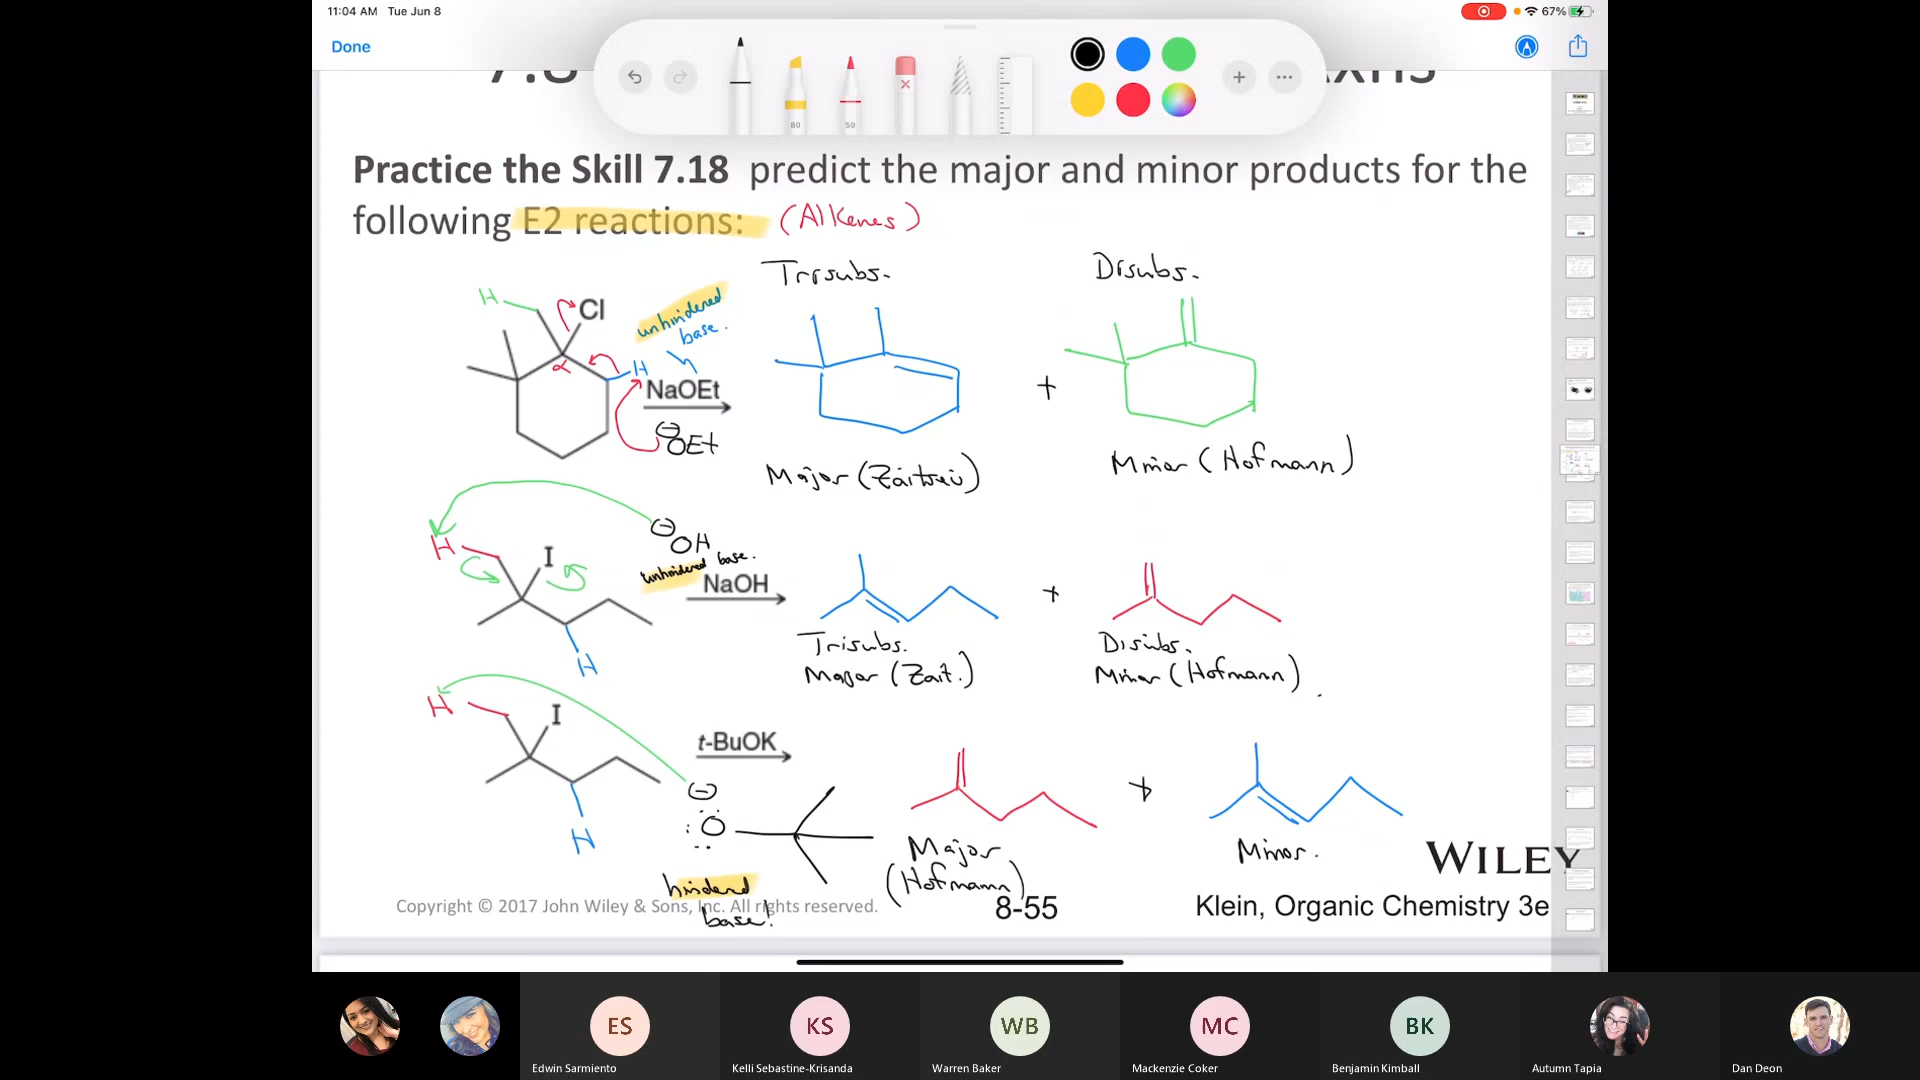 11:04 AM Tue Jun 8
67%
Done
80
50
Practice the Skill 7.18 predict the major and minor products for the
following E2 reactions: (Alkenes)
Trisubs.
Disubs.
H
Cl
unhindered
base.
α
H
NaOEt
⊖
OEt
+
Major (Zaitsev)
Minor (Hofmann)
⊖
OH
H
I
unhindered base.
NaOH
+
H
Trisubs.
Major (Zait.)
Disubs.
Minor (Hofmann)
H
I
t-BuOK
⊖
:O
H
+
Major
(Hofmann)
Minor.
hindered
base!
WILEY
Copyright © 2017 John Wiley & Sons, Inc. All rights reserved.
8-55
Klein, Organic Chemistry 3e
ES
KS
WB
MC
BK
Edwin Sarmiento
Kelli Sebastine-Krisanda
Warren Baker
Mackenzie Coker
Benjamin Kimball
Autumn Tapia
Dan Deon